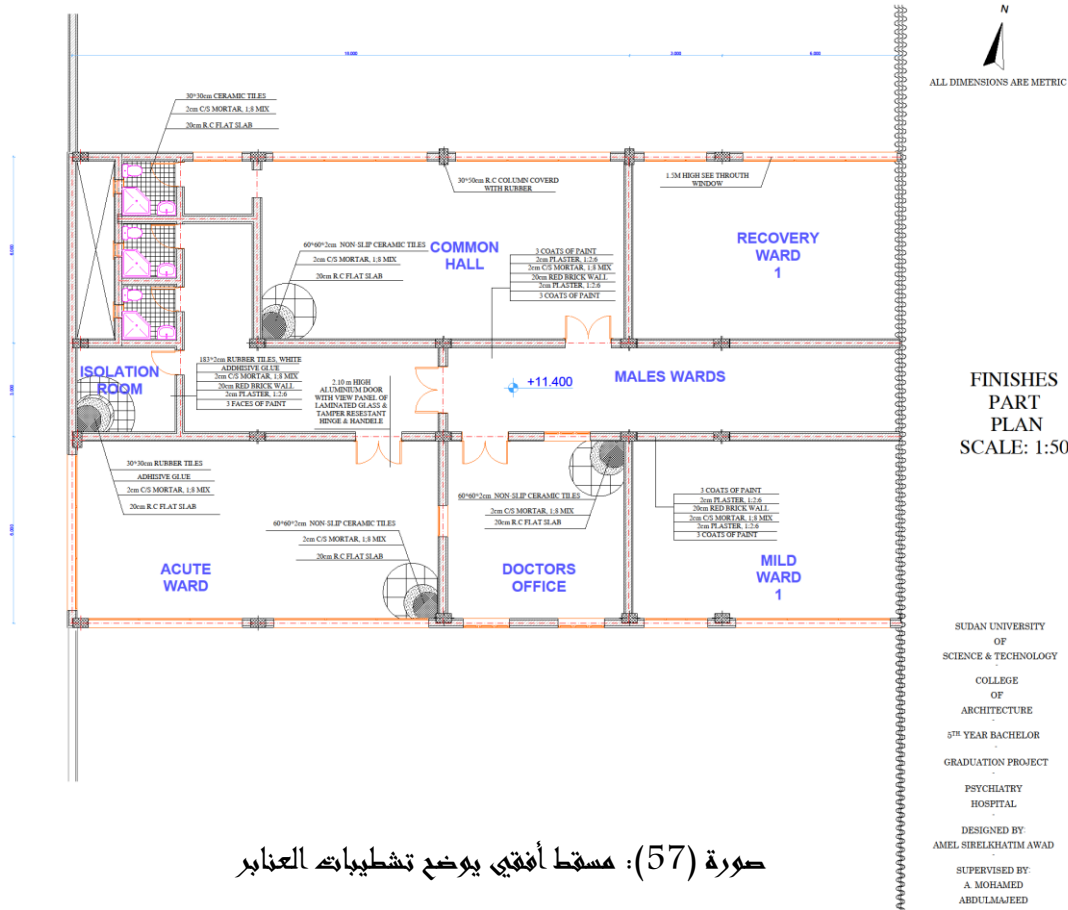 N
ALL DIMENSIONS ARE METRIC
3.000
6.000
30*30cm CERAMIC TILES
2cm C/S MORTAR, 1:8 MIX
20cm R.C FLAT SLAB
30*50cm R.C COLUMN COVERD
WITH RUBBER
1.5M HIGH SEE THROUTH
WINDOW
60*60*2cm NON-SLIP CERAMIC TILES
2cm C/S MORTAR, 1:8 MIX
20cm R.C FLAT SLAB
COMMON
HALL
3 COATS OF PAINT
2cm PLASTER, 1:2:6
2cm C/S MORTAR, 1:8 MIX
20cm RED BRICK WALL
2cm PLASTER, 1:2:6
3 COATS OF PAINT
RECOVERY
WARD
1
ISOLATION
ROOM
183*2cm RUBBER TILES, WHITE
ADDHISIVE GLUE
2cm C/S MORTAR, 1:8 MIX
20cm RED BRICK WALL
2cm PLASTER, 1:2:6
3 FACES OF PAINT
2.10 m HIGH
ALUMINIUM DOOR
WITH VIEW PANEL OF
LAMINATED GLASS &
TAMPER RESESTANT
HINGE & HANDELE
+11.400
MALES WARDS
FINISHES
PART
PLAN
SCALE: 1:50
30*30cm RUBBER TILES
ADHISIVE GLUE
2cm C/S MORTAR, 1:8 MIX
20cm R.C FLAT SLAB
60*60*2cm NON-SLIP CERAMIC TILES
2cm C/S MORTAR, 1:8 MIX
20cm R.C FLAT SLAB
60*60*2cm NON-SLIP CERAMIC TILES
2cm C/S MORTAR, 1:8 MIX
20cm R.C FLAT SLAB
3 COATS OF PAINT
2cm PLASTER, 1:2:6
20cm RED BRICK WALL
2cm C/S MORTAR, 1:8 MIX
2cm PLASTER, 1:2:6
3 COATS OF PAINT
ACUTE
WARD
DOCTORS
OFFICE
MILD
WARD
1
SUDAN UNIVERSITY
OF
SCIENCE & TECHNOLOGY
-
COLLEGE
OF
ARCHITECTURE
-
5TH YEAR BACHELOR
-
GRADUATION PROJECT
-
PSYCHIATRY
HOSPITAL
-
DESIGNED BY:
AMEL SIRELKHATIM AWAD
-
SUPERVISED BY:
A. MOHAMED
ABDULMAJEED
صورة (57): مسقط أفقي يوضح تشطيبات العنابر